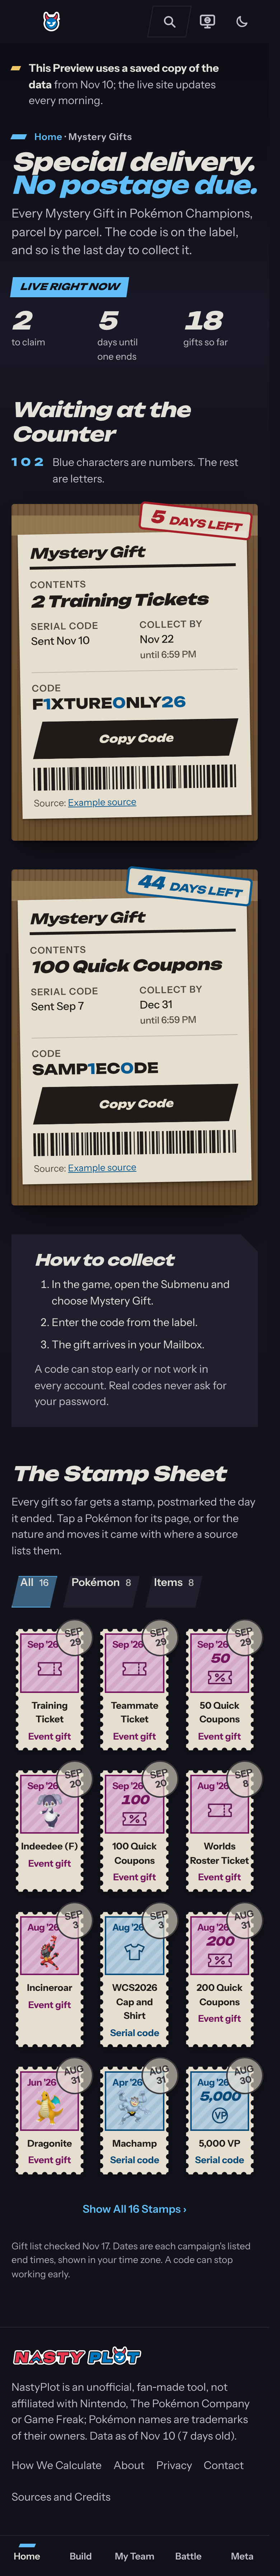 This Preview uses a saved copy of the
data from Nov 10; the live site updates
every morning.
Home · Mystery Gifts
Special delivery.
No postage due.
Every Mystery Gift in Pokémon Champions,
parcel by parcel. The code is on the label,
and so is the last day to collect it.
LIVE RIGHT NOW
2 5 18
to claim days until gifts so far
one ends
Waiting at the
Counter
1 0 2 Blue characters are numbers. The rest
are letters.
5 DAYS LEFT
Mystery Gift
CONTENTS
2 Training Tickets
SERIAL CODE COLLECT BY
Sent Nov 10 Nov 22
until 6:59 PM
CODE
F1XTURE0NLY26
Copy Code
Source: Example source
44 DAYS LEFT
Mystery Gift
CONTENTS
100 Quick Coupons
SERIAL CODE COLLECT BY
Sent Sep 7 Dec 31
until 6:59 PM
CODE
SAMP1EC0DE
Copy Code
Source: Example source
How to collect
1. In the game, open the Submenu and
choose Mystery Gift.
2. Enter the code from the label.
3. The gift arrives in your Mailbox.
A code can stop early or not work in
every account. Real codes never ask for
your password.
The Stamp Sheet
Every gift so far gets a stamp, postmarked the day
it ended. Tap a Pokémon for its page, or for the
nature and moves it came with where a source
lists them.
All 16 Pokémon 8 Items 8
Sep '26 SEP 29 Sep '26 SEP 29 Sep '26 SEP 29
50
Training Teammate 50 Quick
Ticket Ticket Coupons
Event gift Event gift Event gift
Sep '26 SEP 20 Sep '26 SEP 20 Aug '26 SEP 8
100
Indeedee (F) 100 Quick Worlds
Coupons Roster Ticket
Event gift Event gift Event gift
Aug '26 SEP 3 Aug '26 SEP 3 Aug '26 AUG 31
200
Incineroar WCS2026 200 Quick
Cap and Coupons
Shirt
Event gift Serial code Event gift
Jun '26 AUG 31 Apr '26 AUG 31 Aug '26 AUG 30
5,000
VP
Dragonite Machamp 5,000 VP
Event gift Serial code Serial code
Show All 16 Stamps ›
Gift list checked Nov 17. Dates are each campaign's listed
end times, shown in your time zone. A code can stop
working early.
NASTY PLOT
NastyPlot is an unofficial, fan-made tool, not
affiliated with Nintendo, The Pokémon Company
or Game Freak; Pokémon names are trademarks
of their owners. Data as of Nov 10 (7 days old).
How We Calculate About Privacy Contact
Sources and Credits
Home Build My Team Battle Meta